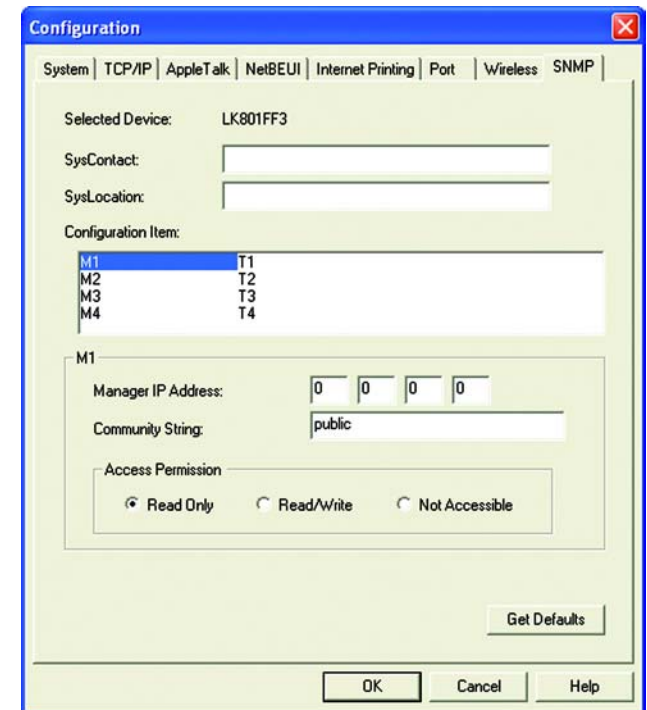 Configuration
System TCP/IP AppleTalk NetBEUI Internet Printing Port Wireless SNMP
Selected Device: LK801FF3
SysContact:
SysLocation:
Configuration Item:
M1 T1
M2 T2
M3 T3
M4 T4
M1
Manager IP Address: 0 0 0 0
Community String: public
Access Permission
Read Only Read/Write Not Accessible
Get Defaults
OK Cancel Help